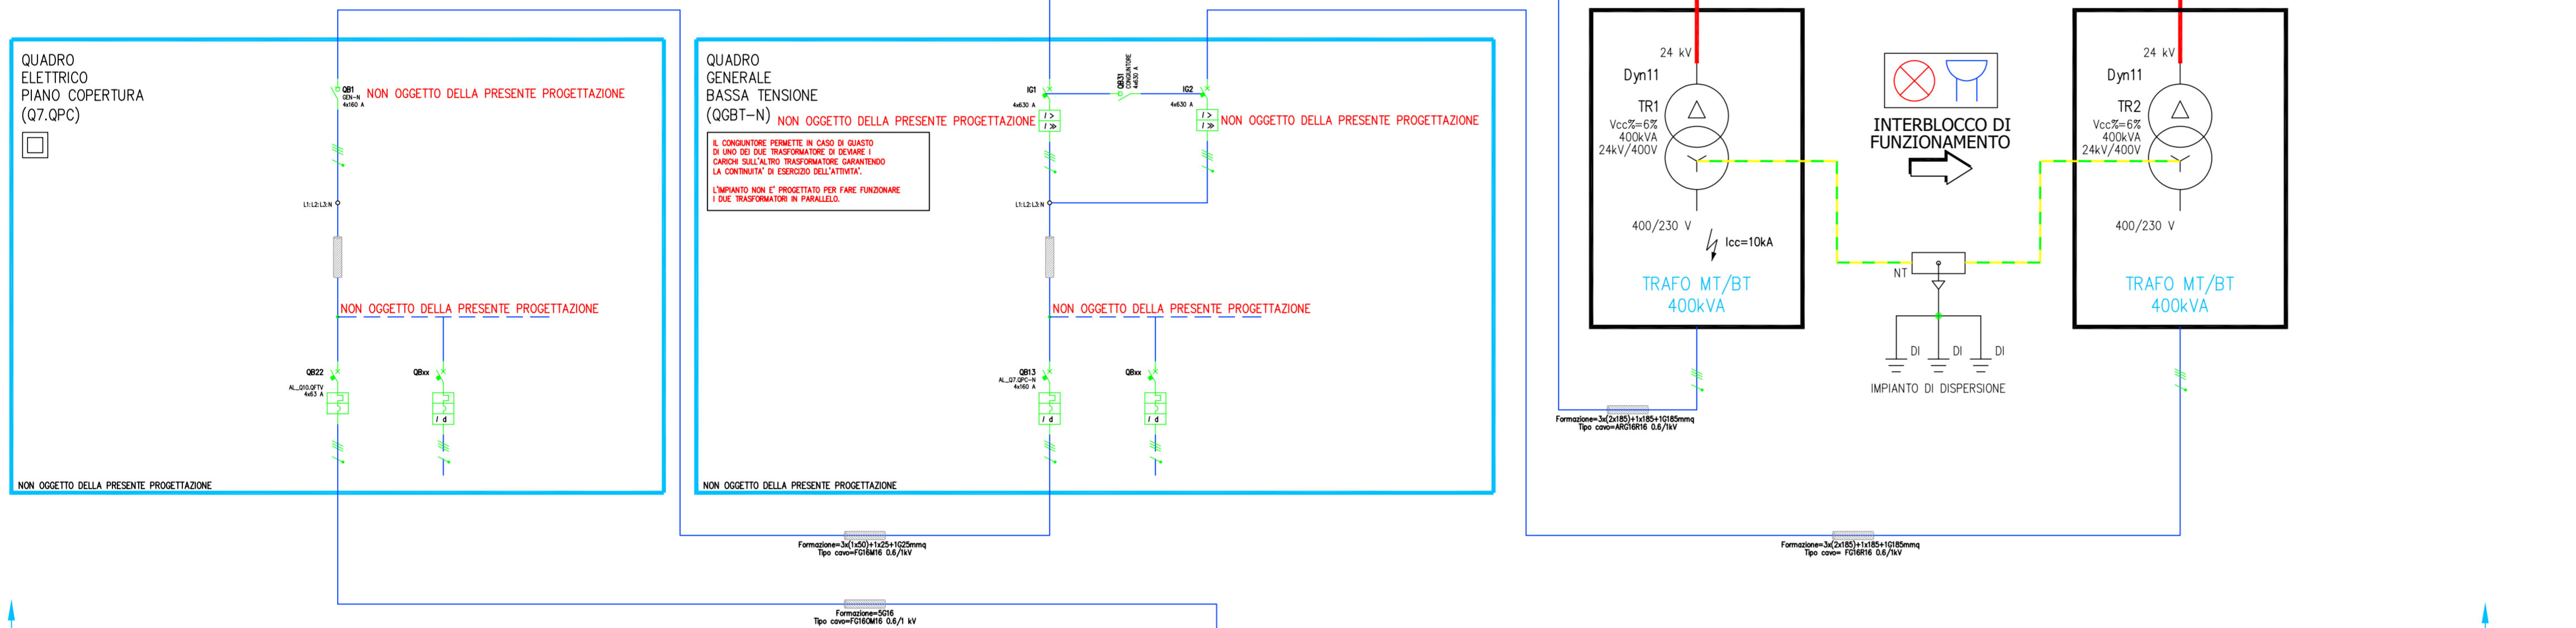 QUADRO
ELETTRICO
PIANO COPERTURA
(Q7.QPC)
QB1
GEN-N
4x160 A
NON OGGETTO DELLA PRESENTE PROGETTAZIONE
L1:L2:L3:N
NON OGGETTO DELLA PRESENTE PROGETTAZIONE
QB22
AL_Q10.QFTV
4x63 A
QBxx
I d
NON OGGETTO DELLA PRESENTE PROGETTAZIONE
QUADRO
GENERALE
BASSA TENSIONE
(QGBT-N)
NON OGGETTO DELLA PRESENTE PROGETTAZIONE
IG1
4x630 A
I >
I ≫
QB31
CONGIUNTORE
4x630 A
IG2
4x630 A
I >
I ≫
NON OGGETTO DELLA PRESENTE PROGETTAZIONE
IL CONGIUNTORE PERMETTE IN CASO DI GUASTO
DI UNO DEI DUE TRASFORMATORE DI DEVIARE I
CARICHI SULL'ALTRO TRASFORMATORE GARANTENDO
LA CONTINUITA' DI ESERCIZIO DELL'ATTIVITA'.
L'IMPIANTO NON E' PROGETTATO PER FARE FUNZIONARE
I DUE TRASFORMATORI IN PARALLELO.
L1:L2:L3:N
NON OGGETTO DELLA PRESENTE PROGETTAZIONE
QB13
AL_Q7.QPC-N
4x160 A
I d
QBxx
I d
NON OGGETTO DELLA PRESENTE PROGETTAZIONE
Formazione=3x(1x50)+1x25+1G25mmq
Tipo cavo=FG16M16 0.6/1kV
Formazione=5G16
Tipo cavo=FG16OM16 0.6/1 kV
24 kV
Dyn11
TR1
Vcc%=6%
400kVA
24kV/400V
400/230 V
Icc=10kA
TRAFO MT/BT
400kVA
Formazione=3x(2x185)+1x185+1G185mmq
Tipo cavo=ARG16R16 0.6/1kV
INTERBLOCCO DI
FUNZIONAMENTO
NT
DI
DI
DI
IMPIANTO DI DISPERSIONE
24 kV
Dyn11
TR2
Vcc%=6%
400kVA
24kV/400V
400/230 V
TRAFO MT/BT
400kVA
Formazione=3x(2x185)+1x185+1G185mmq
Tipo cavo= FG16R16 0.6/1kV